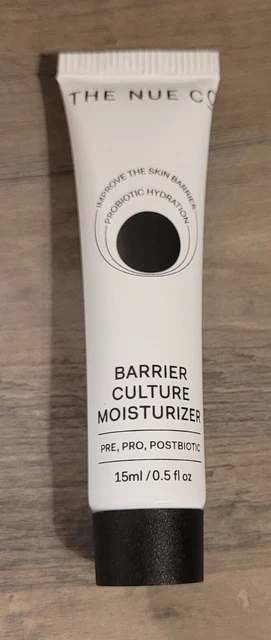 THE NUE CO
IMPROVE THE SKIN BARRIER
PROBIOTIC HYDRATION
BARRIER
CULTURE
MOISTURIZER
PRE, PRO, POSTBIOTIC
15ml/0.5 fl oz